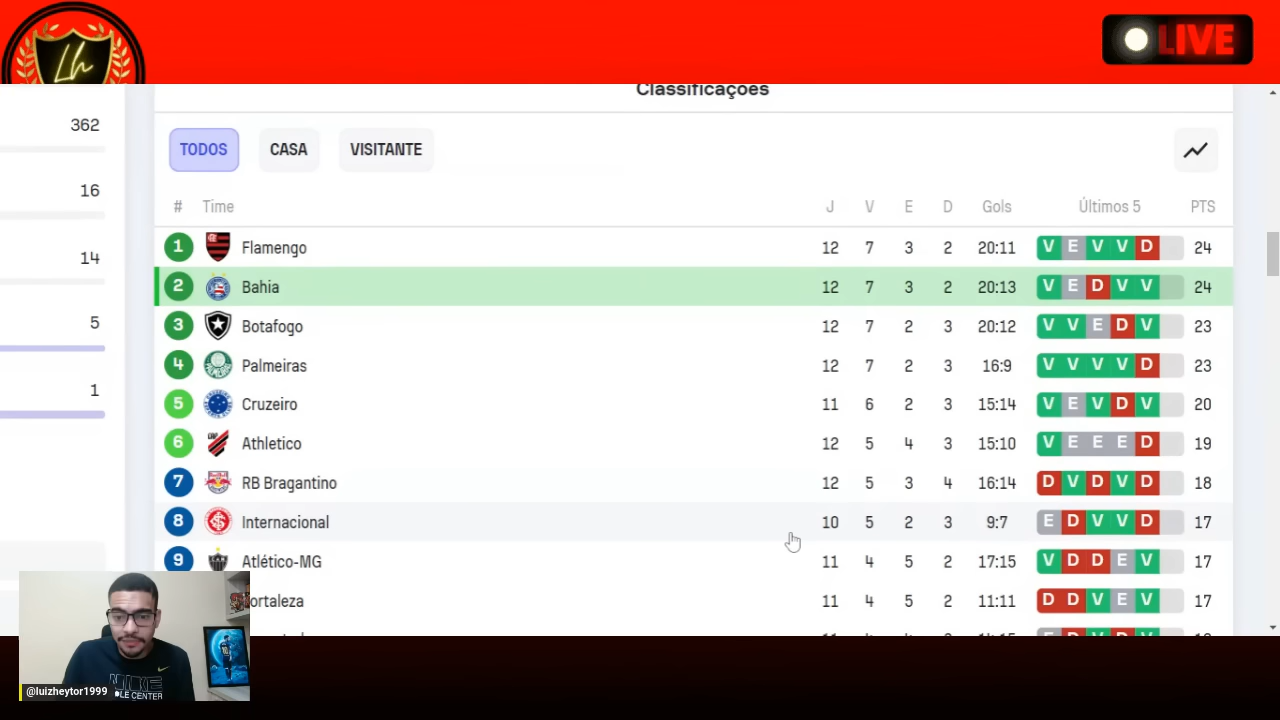 LIVE
Lh
Classificações
362
16
14
5
1
TODOS CASA VISITANTE
# Time J V E D Gols Últimos 5 PTS
1 Flamengo 12 7 3 2 20:11 V E V V D 24
2 Bahia 12 7 3 2 20:13 V E D V V 24
3 Botafogo 12 7 2 3 20:12 V V E D V 23
4 Palmeiras 12 7 2 3 16:9 V V V V D 23
5 Cruzeiro 11 6 2 3 15:14 V E V D V 20
6 Athletico 12 5 4 3 15:10 V E E E D 19
7 RB Bragantino 12 5 3 4 16:14 D V D V D 18
8 Internacional 10 5 2 3 9:7 E D V V D 17
9 Atlético-MG 11 4 5 2 17:15 V D D E V 17
ortaleza 11 4 5 2 11:11 D D V E V 17
@luizheytor1999
NIKE
LE CENTER